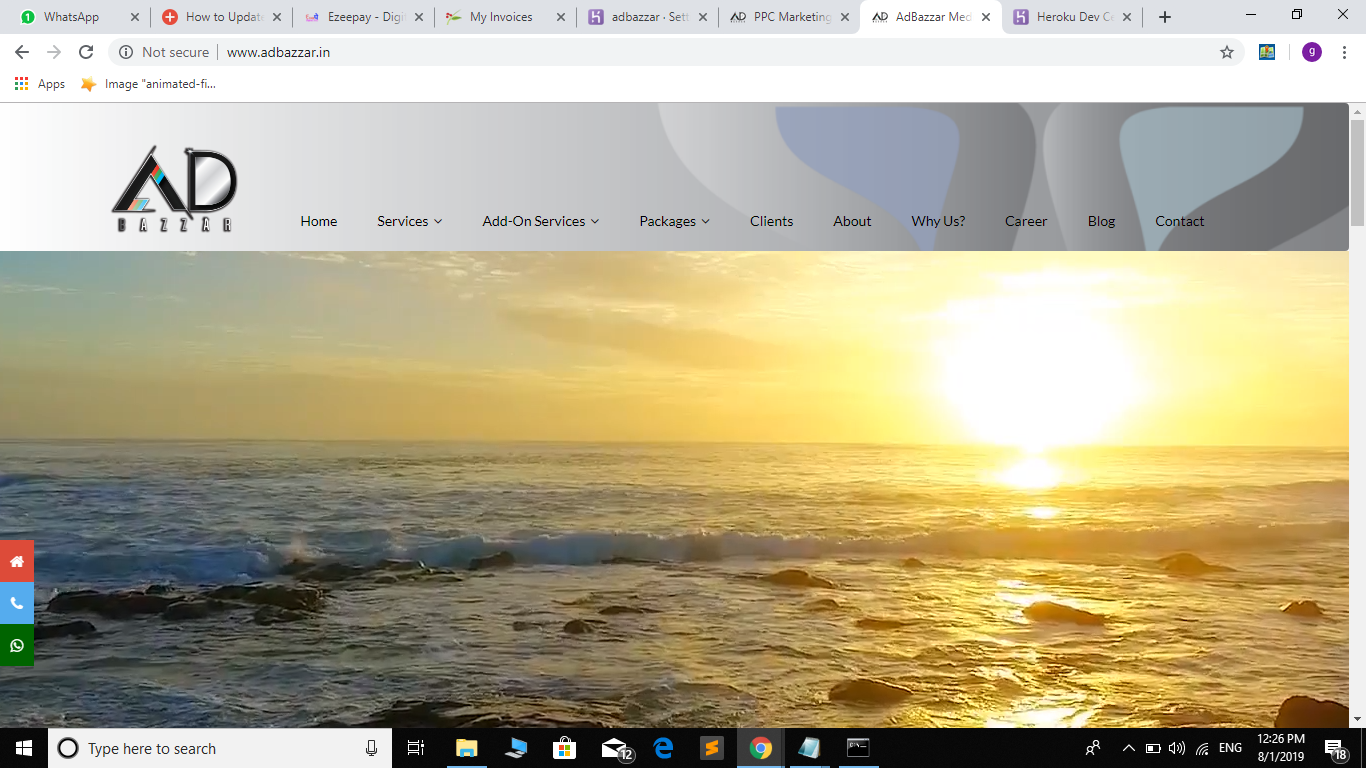 WhatsApp How to Updat Ezeepay - Digi My Invoices adbazzar · Sett PPC Marketing AdBazzar Med Heroku Dev Ce
Not secure www.adbazzar.in g
Apps Image "animated-fi...
AD
BAZZAR
Home Services Add-On Services Packages Clients About Why Us? Career Blog Contact
Type here to search 12 ENG 12:26 PM 18
8/1/2019